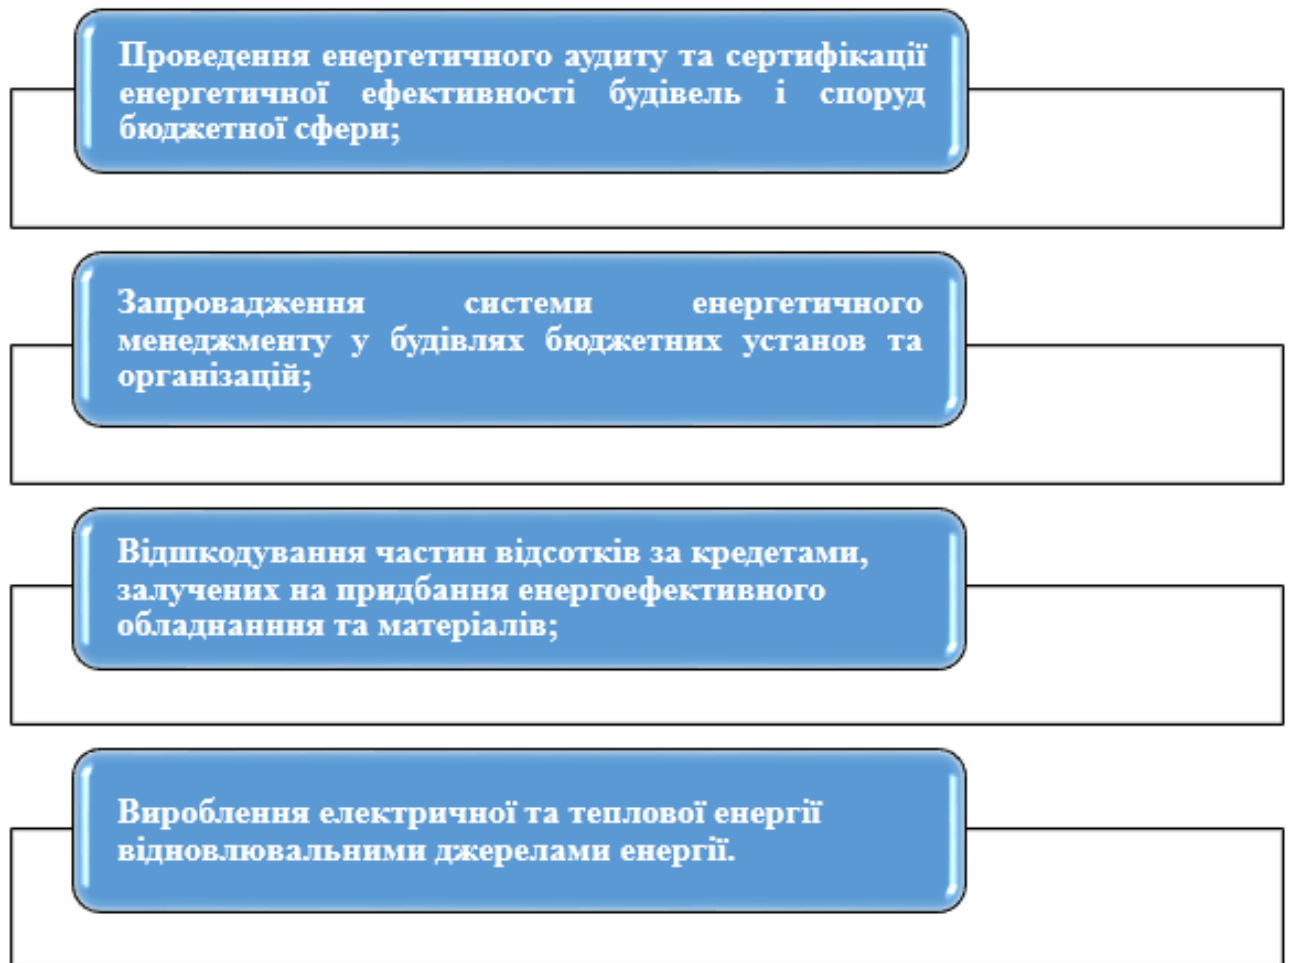 Проведення енергетичного аудиту та сертифікації
енергетичної ефективності будівель і споруд
бюджетної сфери;
Запровадження системи енергетичного
менеджменту у будівлях бюджетних установ та
організацій;
Відшкодування частин відсотків за кредетами,
залучених на придбання енергоефективного
обладнанння та матеріалів;
Вироблення електричної та теплової енергії
відновлювальними джерелами енергії.